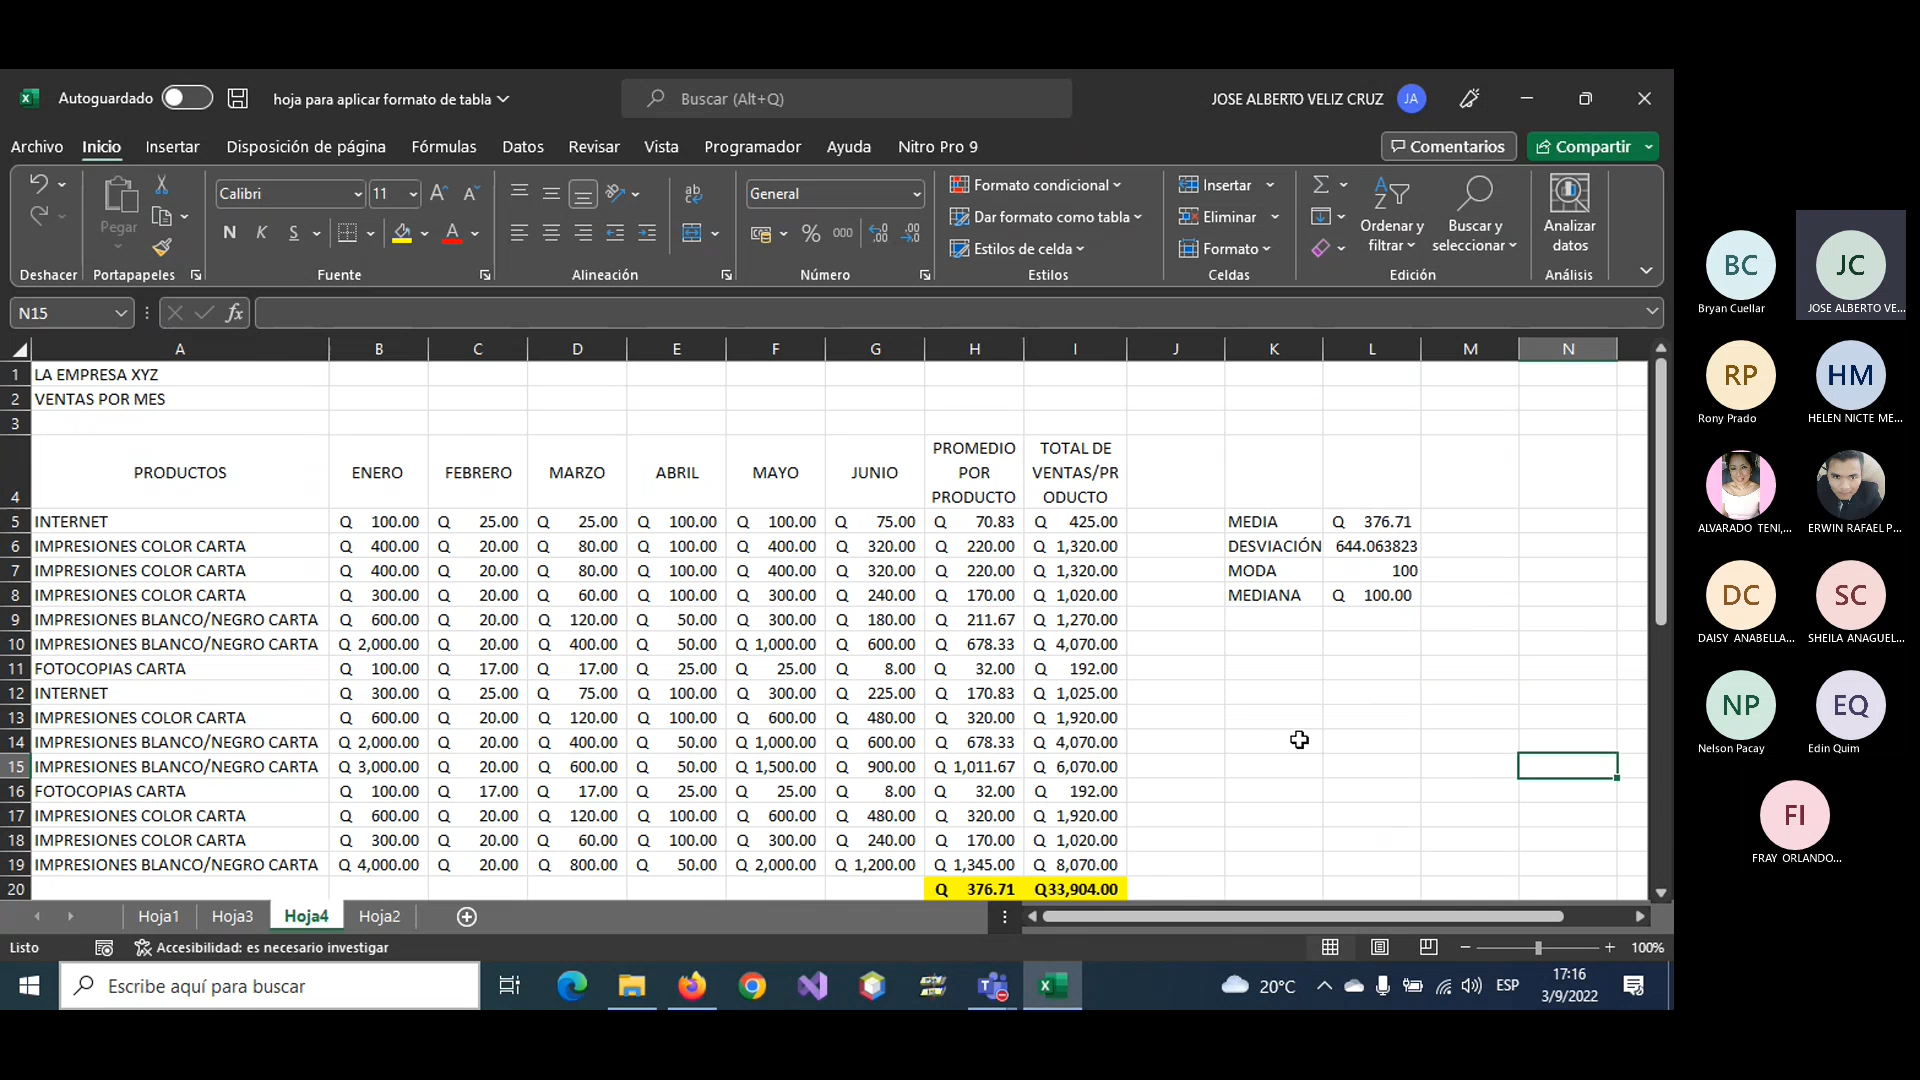 Autoguardado
hoja para aplicar formato de tabla
Buscar (Alt+Q)
JOSE ALBERTO VELIZ CRUZ JA
Archivo Inicio Insertar Disposición de página Fórmulas Datos Revisar Vista Programador Ayuda Nitro Pro 9 Comentarios Compartir
Pegar
Calibri 11
N K S A
ab
General
% 000
Formato condicional
Dar formato como tabla
Estilos de celda
Insertar
Eliminar
Formato
Ordenar y filtrar
Buscar y seleccionar
Analizar datos
Deshacer Portapapeles Fuente Alineación Número Estilos Celdas Edición Análisis
N15 fx
A B C D E F G H I J K L M N
1 LA EMPRESA XYZ
2 VENTAS POR MES
3
4 PRODUCTOS ENERO FEBRERO MARZO ABRIL MAYO JUNIO PROMEDIO POR PRODUCTO TOTAL DE VENTAS/PRODUCTO
5 INTERNET Q 100.00 Q 25.00 Q 25.00 Q 100.00 Q 100.00 Q 75.00 Q 70.83 Q 425.00 MEDIA Q 376.71
6 IMPRESIONES COLOR CARTA Q 400.00 Q 20.00 Q 80.00 Q 100.00 Q 400.00 Q 320.00 Q 220.00 Q 1,320.00 DESVIACIÓN 644.063823
7 IMPRESIONES COLOR CARTA Q 400.00 Q 20.00 Q 80.00 Q 100.00 Q 400.00 Q 320.00 Q 220.00 Q 1,320.00 MODA 100
8 IMPRESIONES COLOR CARTA Q 300.00 Q 20.00 Q 60.00 Q 100.00 Q 300.00 Q 240.00 Q 170.00 Q 1,020.00 MEDIANA Q 100.00
9 IMPRESIONES BLANCO/NEGRO CARTA Q 600.00 Q 20.00 Q 120.00 Q 50.00 Q 300.00 Q 180.00 Q 211.67 Q 1,270.00
10 IMPRESIONES BLANCO/NEGRO CARTA Q 2,000.00 Q 20.00 Q 400.00 Q 50.00 Q 1,000.00 Q 600.00 Q 678.33 Q 4,070.00
11 FOTOCOPIAS CARTA Q 100.00 Q 17.00 Q 17.00 Q 25.00 Q 25.00 Q 8.00 Q 32.00 Q 192.00
12 INTERNET Q 300.00 Q 25.00 Q 75.00 Q 100.00 Q 300.00 Q 225.00 Q 170.83 Q 1,025.00
13 IMPRESIONES COLOR CARTA Q 600.00 Q 20.00 Q 120.00 Q 100.00 Q 600.00 Q 480.00 Q 320.00 Q 1,920.00
14 IMPRESIONES BLANCO/NEGRO CARTA Q 2,000.00 Q 20.00 Q 400.00 Q 50.00 Q 1,000.00 Q 600.00 Q 678.33 Q 4,070.00
15 IMPRESIONES BLANCO/NEGRO CARTA Q 3,000.00 Q 20.00 Q 600.00 Q 50.00 Q 1,500.00 Q 900.00 Q 1,011.67 Q 6,070.00
16 FOTOCOPIAS CARTA Q 100.00 Q 17.00 Q 17.00 Q 25.00 Q 25.00 Q 8.00 Q 32.00 Q 192.00
17 IMPRESIONES COLOR CARTA Q 600.00 Q 20.00 Q 120.00 Q 100.00 Q 600.00 Q 480.00 Q 320.00 Q 1,920.00
18 IMPRESIONES COLOR CARTA Q 300.00 Q 20.00 Q 60.00 Q 100.00 Q 300.00 Q 240.00 Q 170.00 Q 1,020.00
19 IMPRESIONES BLANCO/NEGRO CARTA Q 4,000.00 Q 20.00 Q 800.00 Q 50.00 Q 2,000.00 Q 1,200.00 Q 1,345.00 Q 8,070.00
20 Q 376.71 Q33,904.00
Hoja1 Hoja3 Hoja4 Hoja2
Listo Accesibilidad: es necesario investigar 100%
Escribe aquí para buscar
20°C ESP
17:16
3/9/2022
BC JC
Bryan Cuellar JOSE ALBERTO VE...
RP HM
Rony Prado HELEN NICTE ME...
ALVARADO TENI,... ERWIN RAFAEL P...
DC SC
DAISY ANABELLA... SHEILA ANAGUEL...
NP EQ
Nelson Pacay Edin Quim
FI
FRAY ORLANDO...